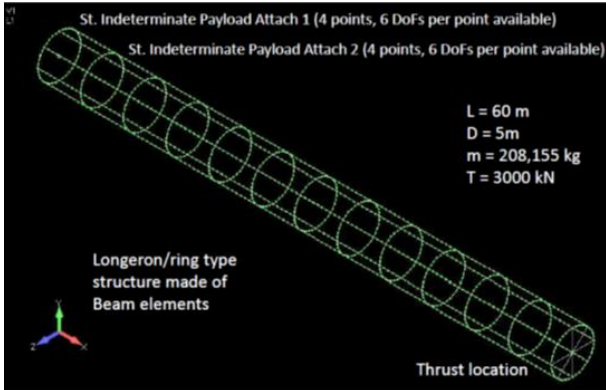 St. Indeterminate Payload Attach 1 (4 points, 6 DoFs per point available)
St. Indeterminate Payload Attach 2 (4 points, 6 DoFs per point available)
L = 60 m
D = 5m
m = 208,155 kg
T = 3000 kN
Longeron/ring type
structure made of
Beam elements
Y
Z
X
Thrust location